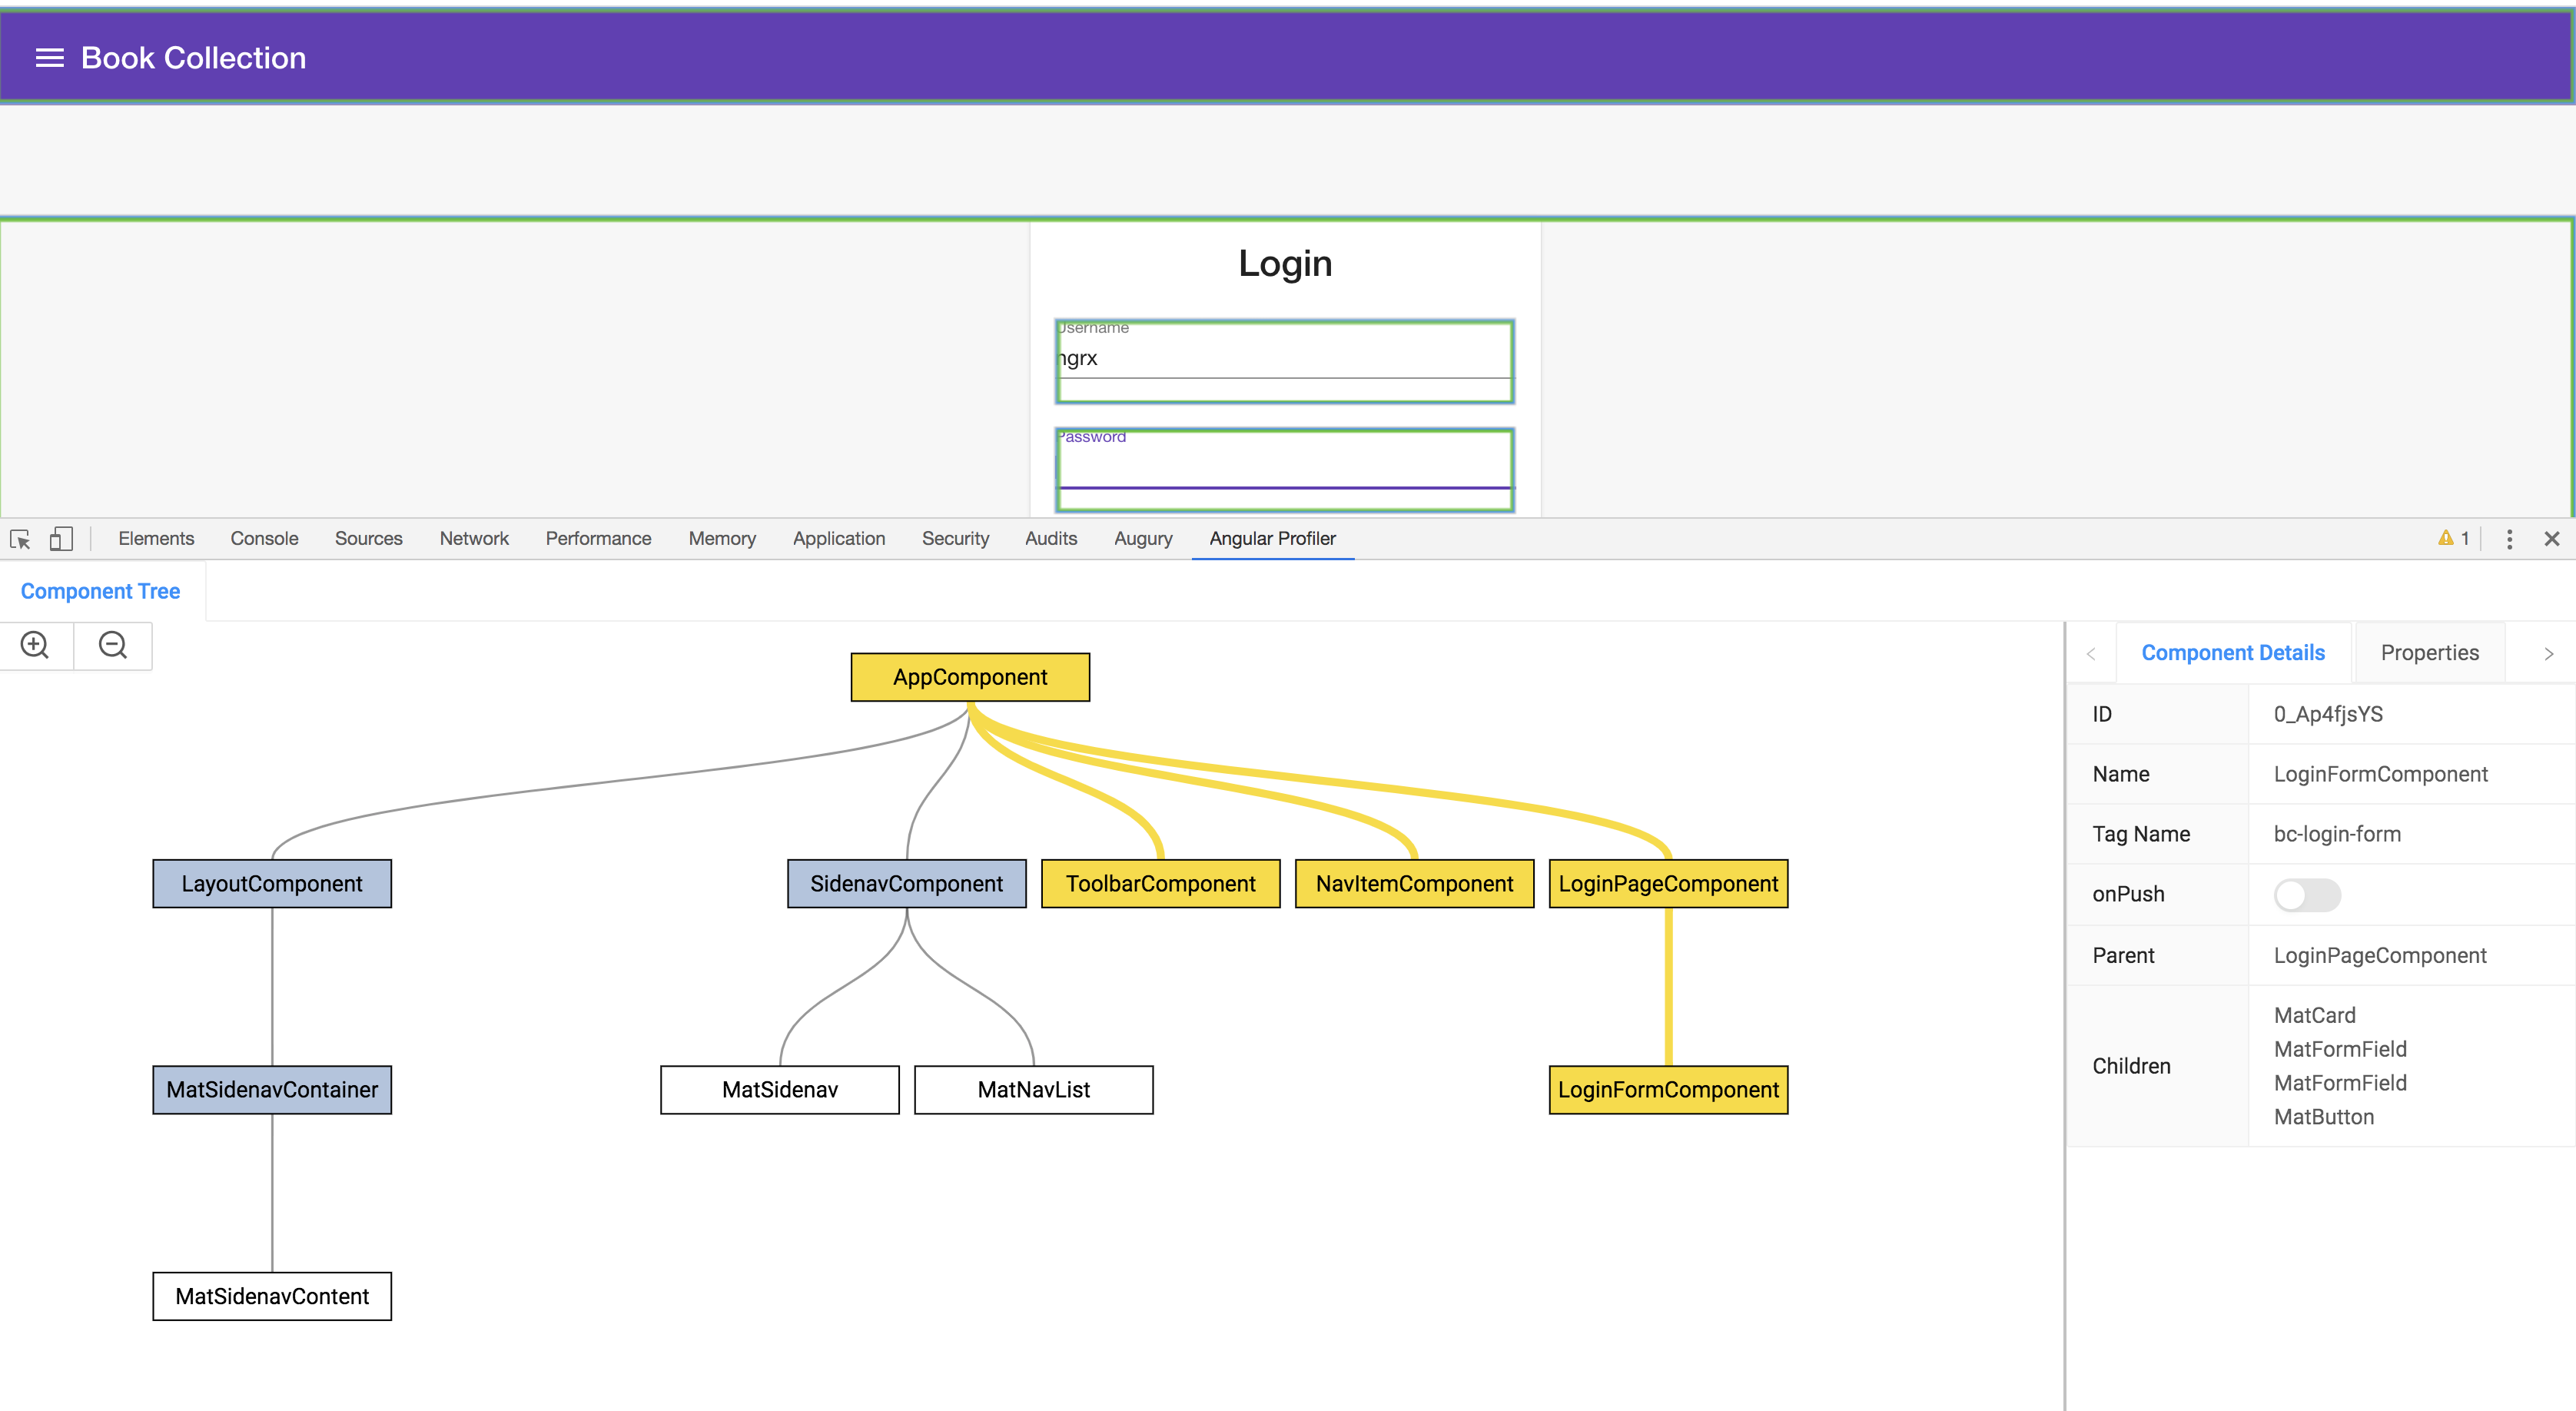 Book Collection
Login
Username
ngrx
Password
Elements Console Sources Network Performance Memory Application Security Audits Augury Angular Profiler 1
Component Tree
Component Details Properties
AppComponent
LayoutComponent SidenavComponent ToolbarComponent NavItemComponent LoginPageComponent
MatSidenavContainer MatSidenav MatNavList LoginFormComponent
MatSidenavContent
ID 0_Ap4fjsYS
Name LoginFormComponent
Tag Name bc-login-form
onPush
Parent LoginPageComponent
Children
MatCard
MatFormField
MatFormField
MatButton